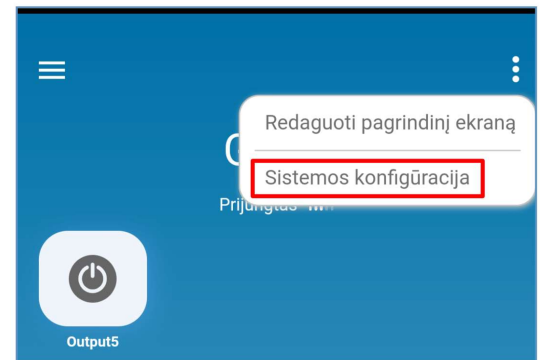 Redaguoti pagrindinį ekraną
Sistemos konfigūracija
Output5